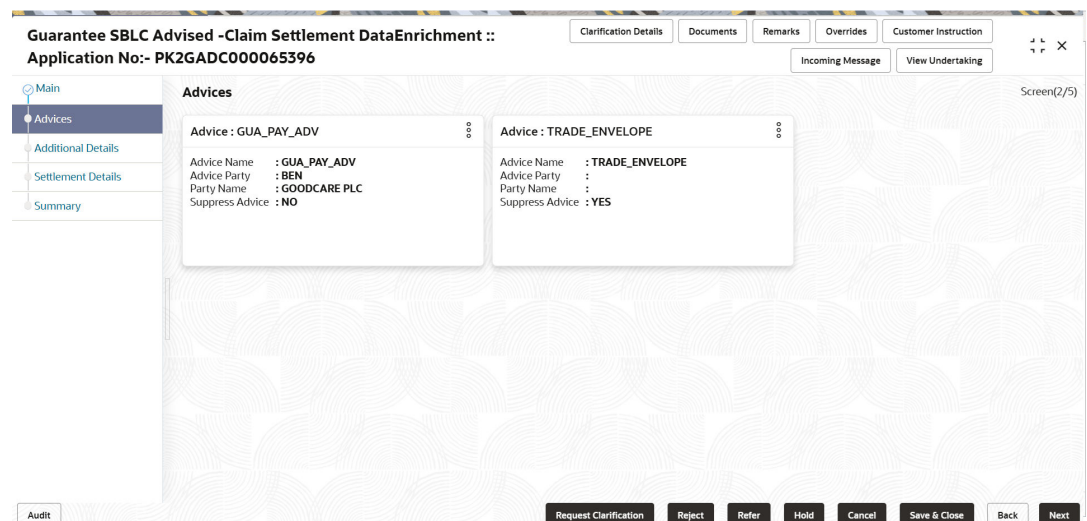 Guarantee SBLC Advised -Claim Settlement DataEnrichment ::
Application No:- PK2GADC000065396
Clarification Details
Documents
Remarks
Overrides
Customer Instruction
Incoming Message
View Undertaking
Main
Advices
Additional Details
Settlement Details
Summary
Advices
Screen(2/5)
Advice : GUA_PAY_ADV
Advice Name : GUA_PAY_ADV
Advice Party : BEN
Party Name : GOODCARE PLC
Suppress Advice : NO
Advice : TRADE_ENVELOPE
Advice Name : TRADE_ENVELOPE
Advice Party :
Party Name :
Suppress Advice : YES
Audit
Request Clarification
Reject
Refer
Hold
Cancel
Save & Close
Back
Next